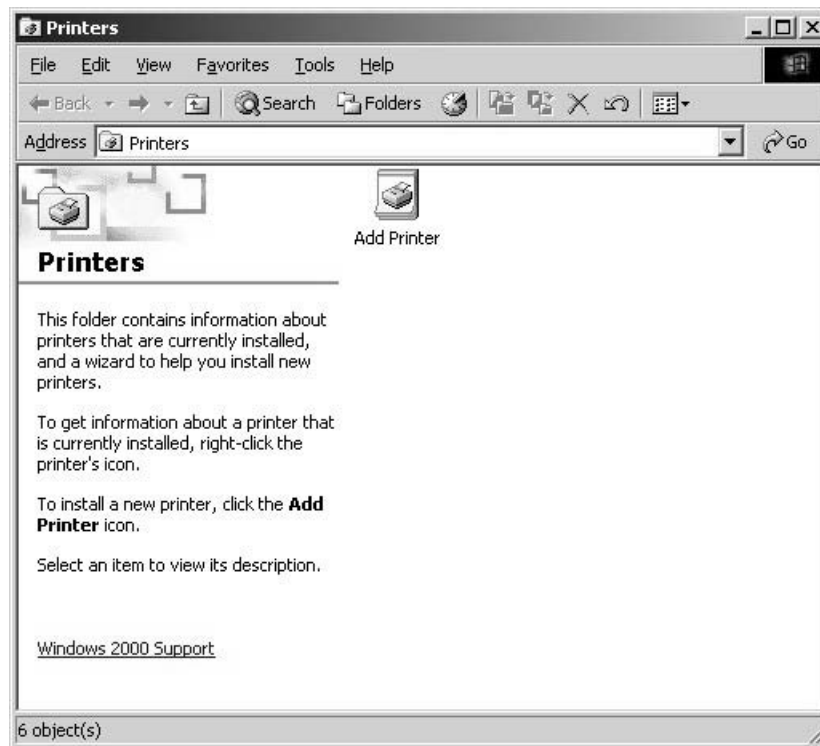 Printers
File Edit View Favorites Tools Help
Back Search Folders
Address Printers Go
Add Printer
Printers
This folder contains information about
printers that are currently installed,
and a wizard to help you install new
printers.
To get information about a printer that
is currently installed, right-click the
printer's icon.
To install a new printer, click the Add
Printer icon.
Select an item to view its description.
Windows 2000 Support
6 object(s)